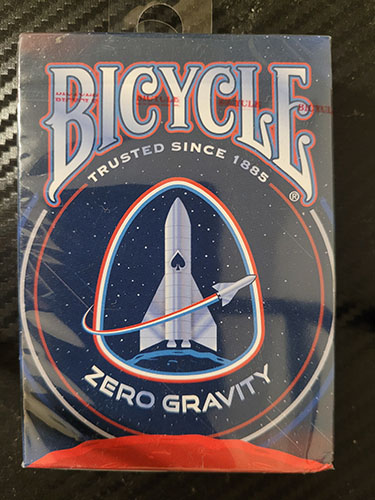 BICYCLE
TRUSTED SINCE 1885
®
ZERO GRAVITY